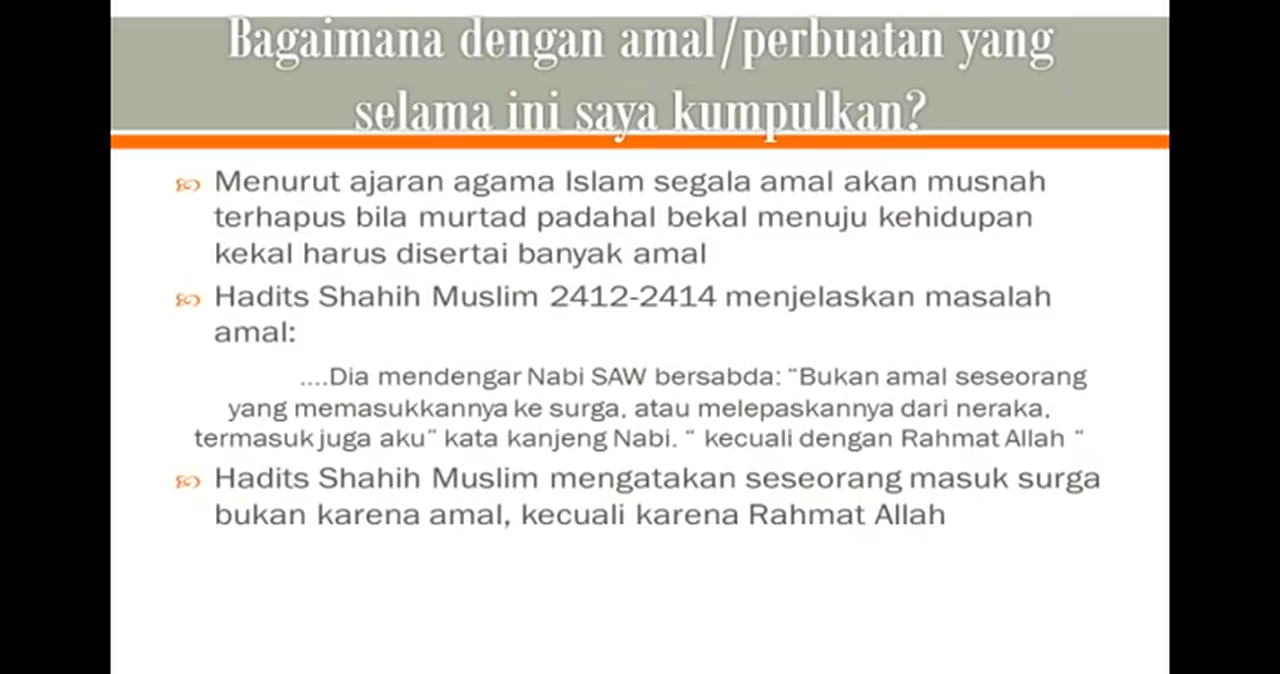 Bagaimana dengan amal/perbuatan yang
selama ini saya kumpulkan?
Menurut ajaran agama Islam segala amal akan musnah
terhapus bila murtad padahal bekal menuju kehidupan
kekal harus disertai banyak amal
Hadits Shahih Muslim 2412-2414 menjelaskan masalah
amal:
....Dia mendengar Nabi SAW bersabda: “Bukan amal seseorang
yang memasukkannya ke surga, atau melepaskannya dari neraka,
termasuk juga aku” kata kanjeng Nabi. “ kecuali dengan Rahmat Allah “
Hadits Shahih Muslim mengatakan seseorang masuk surga
bukan karena amal, kecuali karena Rahmat Allah